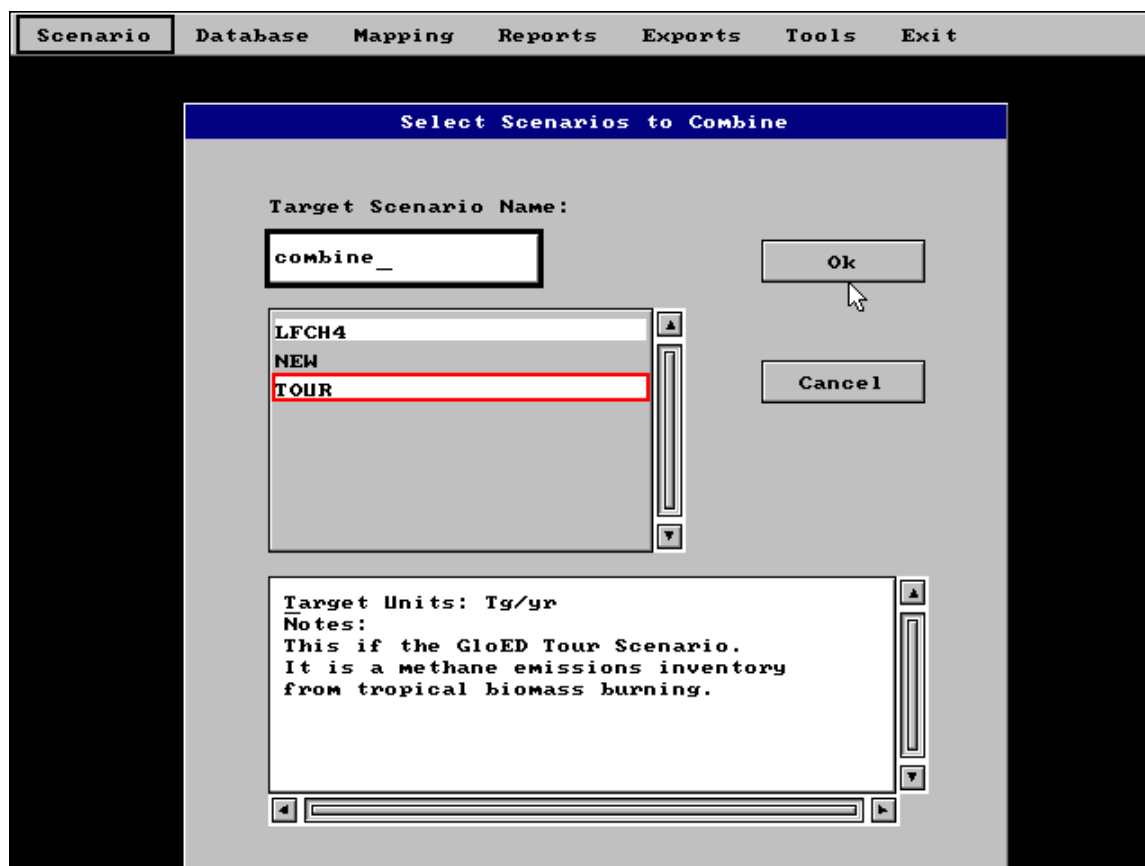 Scenario Database Mapping Reports Exports Tools Exit
Select Scenarios to Combine
Target Scenario Name:
combine_
Ok
LFCH4
NEW
TOUR
Cancel
Target Units: Tg/yr
Notes:
This if the GloED Tour Scenario.
It is a methane emissions inventory
from tropical biomass burning.